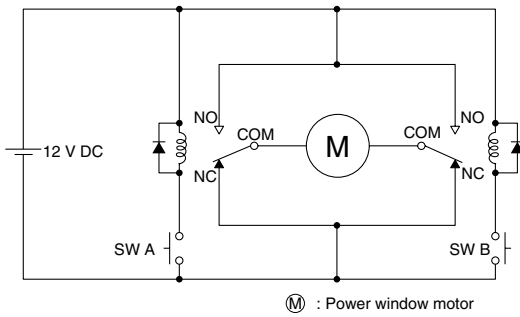 NO
NO
COM
COM
M
12 V DC
NC
NC
SW A
SW B
M : Power window motor